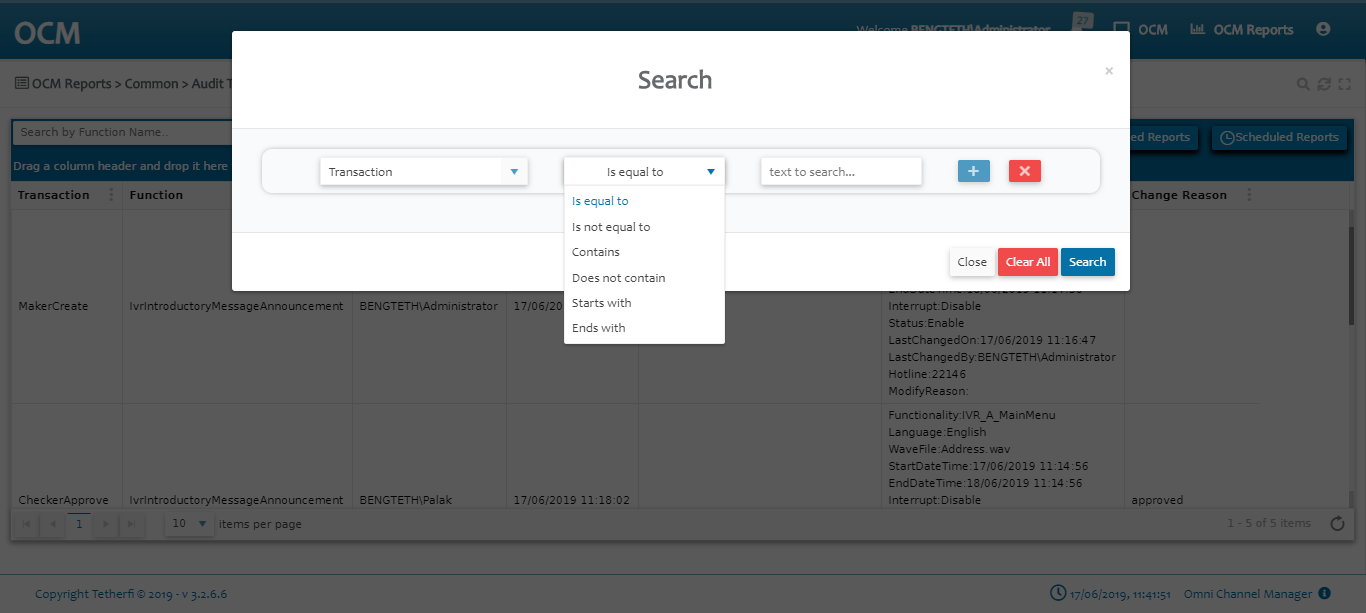 OCM
Welcome BENGTETH\Administrator
27
OCM
OCM Reports
OCM Reports > Common > Audit T
Search
×
Search by Function Name..
ed Reports
Scheduled Reports
Drag a column header and drop it here
Transaction
Is equal to
text to search...
Is equal to
Is not equal to
Contains
Does not contain
Starts with
Ends with
Close
Clear All
Search
Transaction
Function
Change Reason
EndDateTime:18/06/2019 11:14:56
MakerCreate
IvrIntroductoryMessageAnnouncement
BENGTETH\Administrator
17/06/20
Interrupt:Disable
Status:Enable
LastChangedOn:17/06/2019 11:16:47
LastChangedBy:BENGTETH\Administrator
Hotline:22146
ModifyReason:
Functionality:IVR_A_MainMenu
Language:English
WaveFile:Address.wav
StartDateTime:17/06/2019 11:14:56
EndDateTime:18/06/2019 11:14:56
CheckerApprove
IvrIntroductoryMessageAnnouncement
BENGTETH\Palak
17/06/2019 11:18:02
Interrupt:Disable
approved
1
10
items per page
1 - 5 of 5 items
Copyright Tetherfi © 2019 - v 3.2.6.6
17/06/2019, 11:41:51
Omni Channel Manager